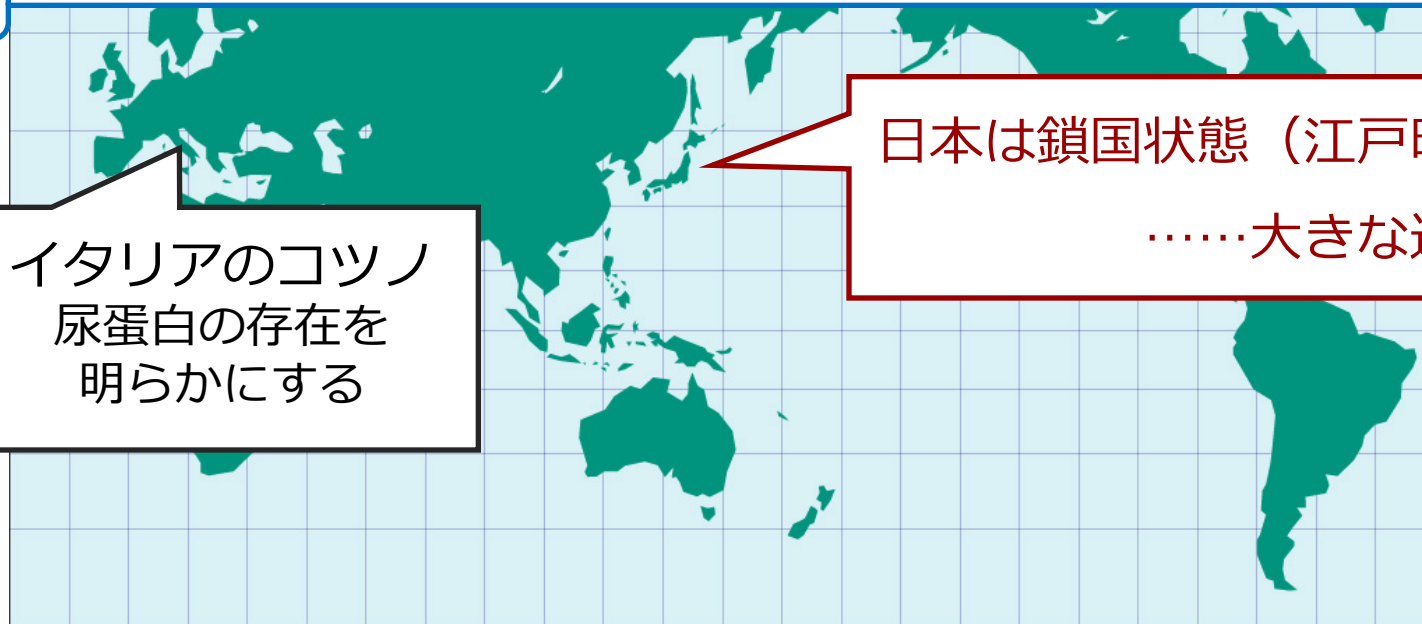 イタリアのコツノ
尿蛋白の存在を
明らかにする
日本は鎖国状態（江戸
……大きな